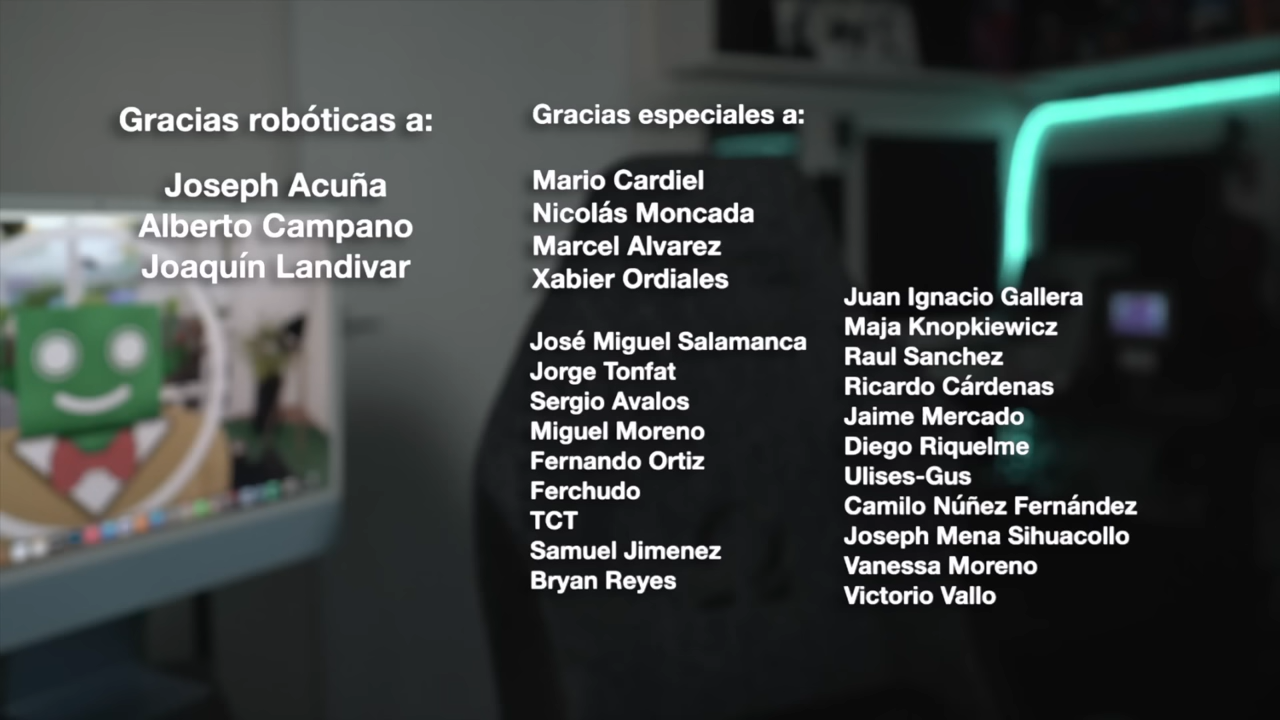 Gracias robóticas a:
Joseph Acuña
Alberto Campano
Joaquín Landivar
Gracias especiales a:
Mario Cardiel
Nicolás Moncada
Marcel Alvarez
Xabier Ordiales
José Miguel Salamanca
Jorge Tonfat
Sergio Avalos
Miguel Moreno
Fernando Ortiz
Ferchudo
TCT
Samuel Jimenez
Bryan Reyes
Juan Ignacio Gallera
Maja Knopkiewicz
Raul Sanchez
Ricardo Cárdenas
Jaime Mercado
Diego Riquelme
Ulises-Gus
Camilo Núñez Fernández
Joseph Mena Sihuacollo
Vanessa Moreno
Victorio Vallo